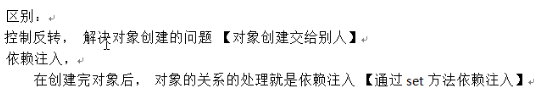 区别：
控制反转， 解决对象创建的问题 【对象创建交给别人】
依赖注入，
在创建完对象后， 对象的关系的处理就是依赖注入 【通过 set 方法依赖注入】